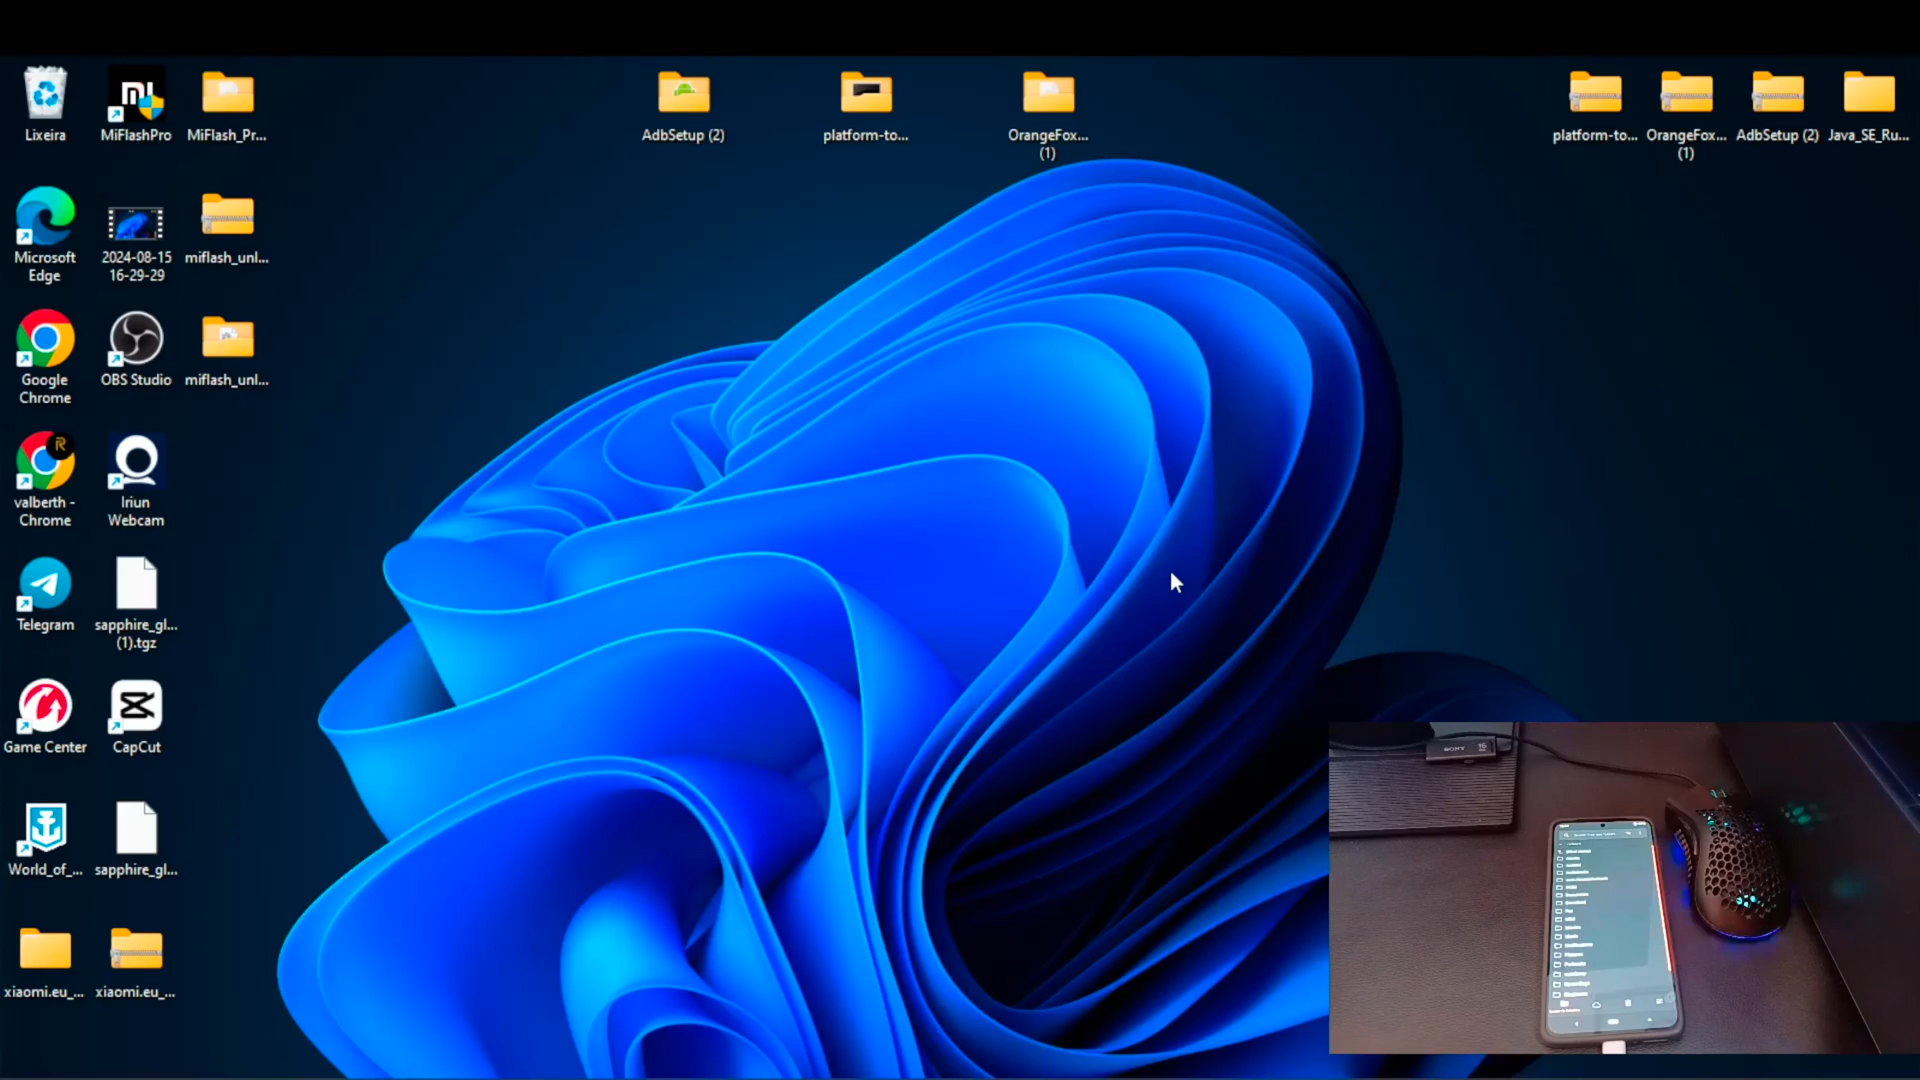 Lixeira
MiFlashPro
MiFlash_Pr...
AdbSetup (2)
platform-to...
OrangeFox...
(1)
platform-to...
OrangeFox...
(1)
AdbSetup (2)
Java_SE_Ru...
Microsoft
Edge
2024-08-15
16-29-29
miflash_unl...
Google
Chrome
OBS Studio
miflash_unl...
valberth -
Chrome
Iriun
Webcam
Telegram
sapphire_gl...
(1).tgz
Game Center
CapCut
World_of_...
sapphire_gl...
xiaomi.eu_...
xiaomi.eu_...
SONY